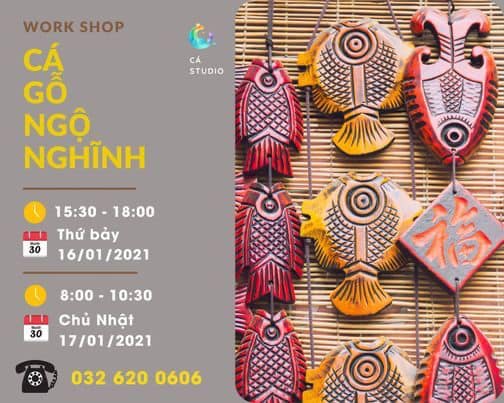 WORK SHOP
CÁ
GỖ
NGỘ
NGHĨNH
CÁ
STUDIO
15:30 - 18:00
30
Thứ bảy
16/01/2021
8:00 - 10:30
30
Chủ Nhật
17/01/2021
032 620 0606
福